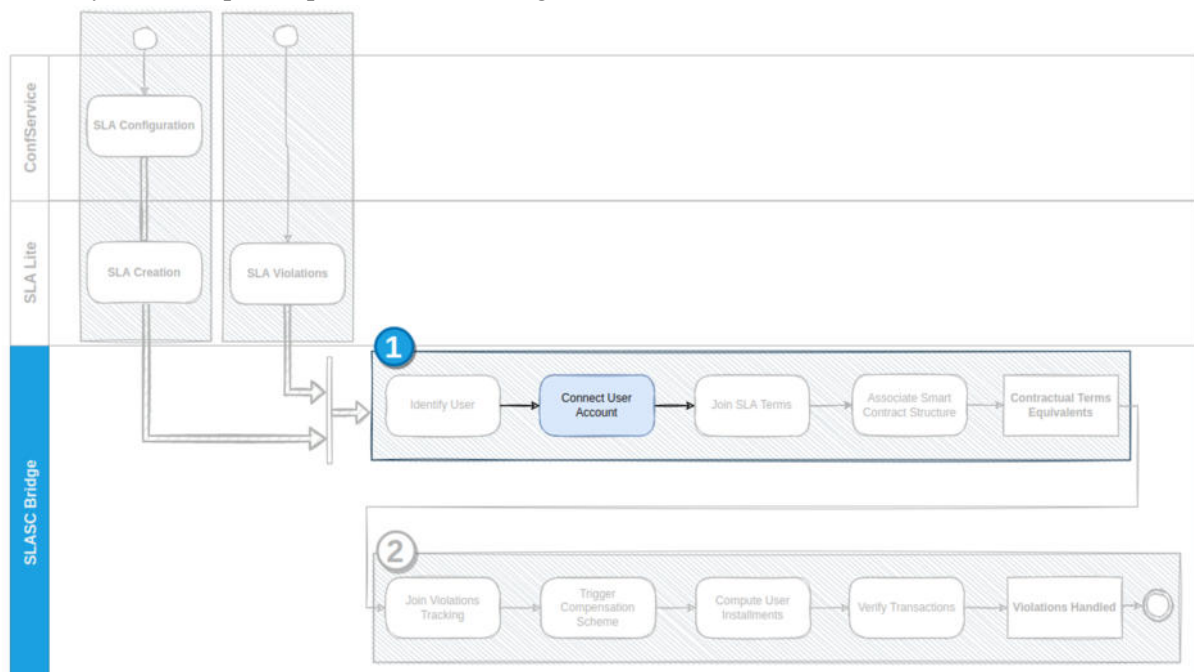 ConfService
SLA Configuration
SLA Lite
SLA Creation
SLA Violations
SLASC Bridge
1
Identify User
Connect User
Account
Join SLA Terms
Associate Smart
Contract Structure
Contractual Terms
Equivalents
2
Join Violations
Tracking
Trigger
Compensation
Scheme
Compute User
Installments
Verify Transactions
Violations Handled